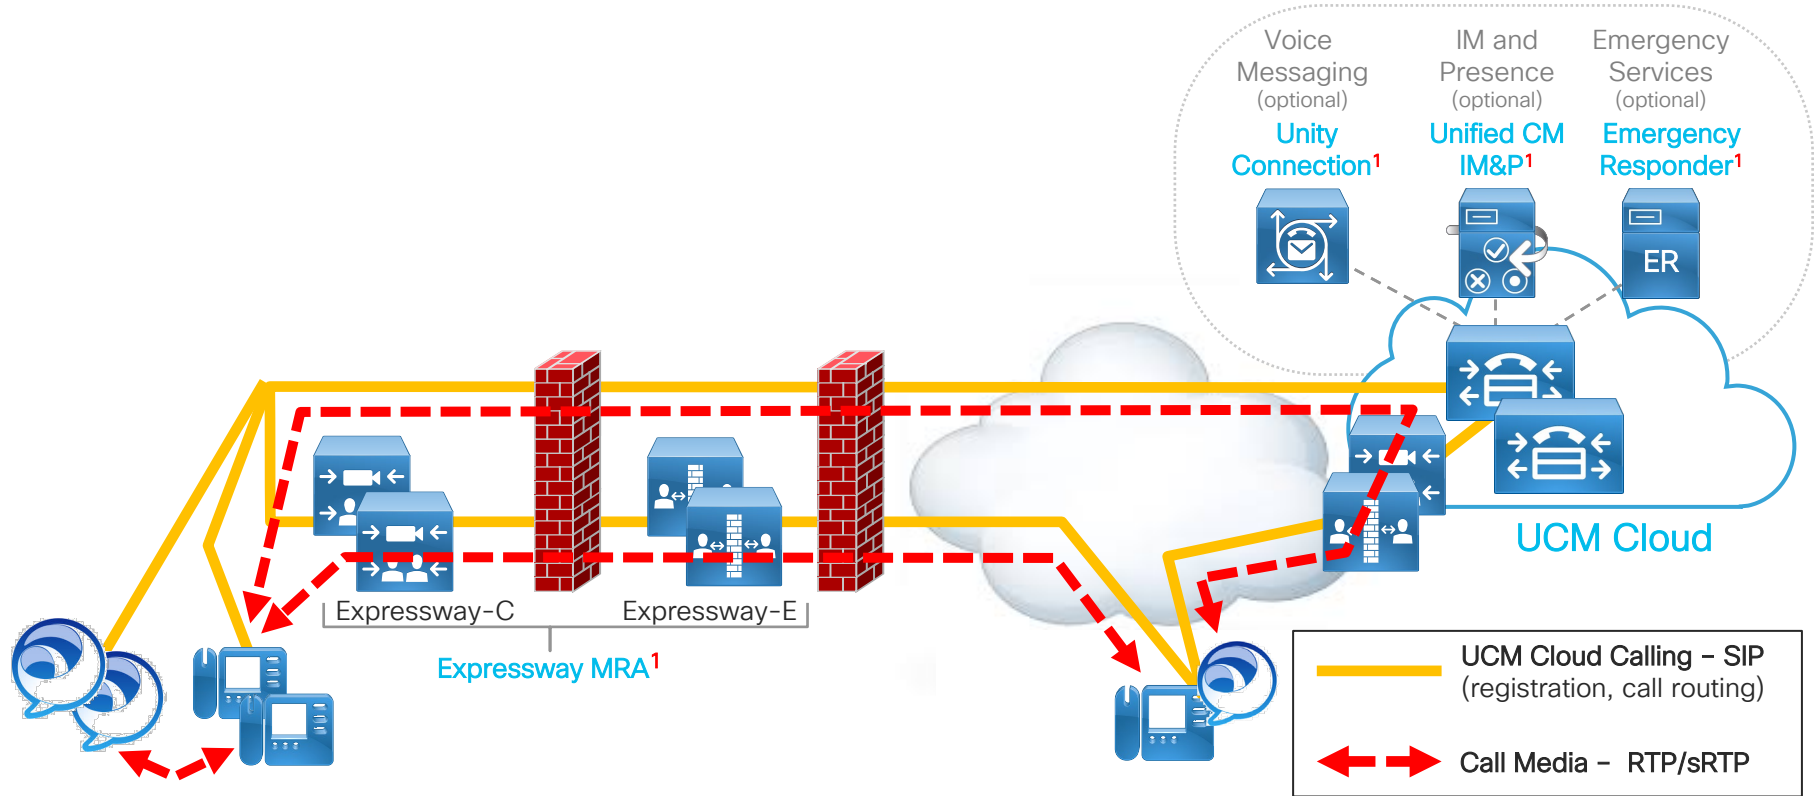 Voice
Messaging
(optional)
Unity
Connection¹
IM and
Presence
(optional)
Unified CM
IM&P¹
Emergency
Services
(optional)
Emergency
Responder¹
ER
UCM Cloud
Expressway-C
Expressway-E
Expressway MRA¹
UCM Cloud Calling – SIP
(registration, call routing)
Call Media – RTP/sRTP